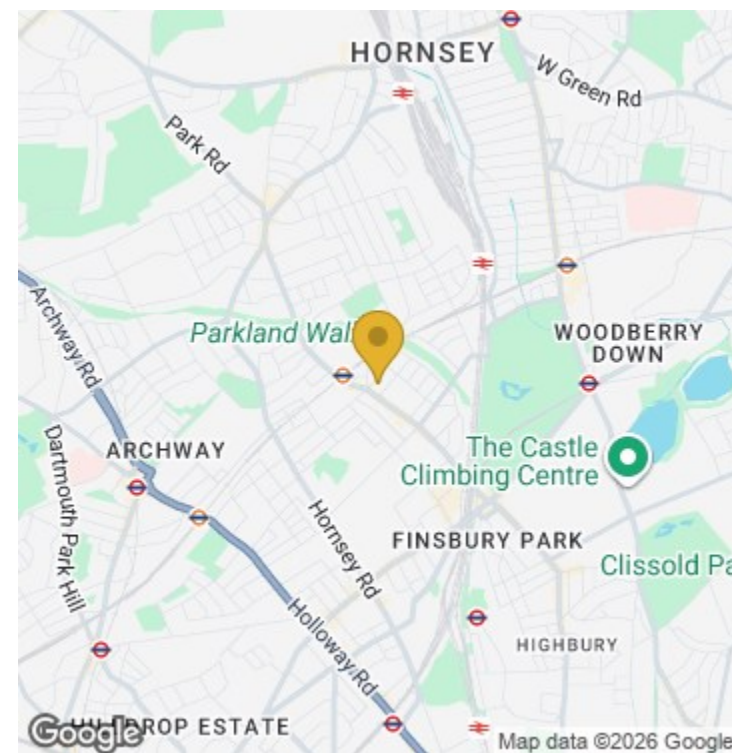 HORNSEY
W Green Rd
Park Rd
Archway Rd
Parkland Wal
WOODBERRY
DOWN
ARCHWAY
The Castle
Climbing Centre
Dartmouth Park Hill
Hornsey Rd
FINSBURY PARK
Clissold Pa
Holloway Rd
HIGHBURY
DROP ESTATE
Google
Map data ©2026 Google